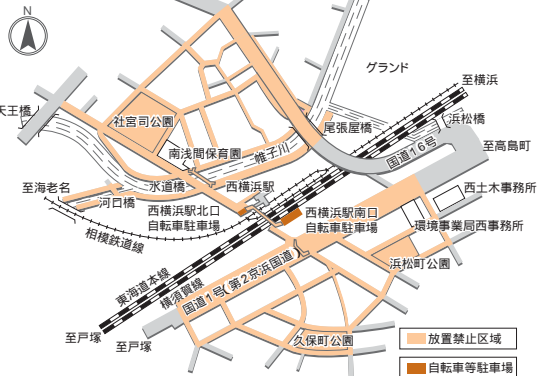 N
グランド
至横浜
天王橋
社宮司公園
尾張屋橋
浜松橋
南浅間保育園
帷子川
国道16号
至高島町
至海老名
水道橋
西横浜駅
西土木事務所
河口橋
西横浜駅北口
自転車駐車場
西横浜駅南口
自転車駐車場
環境事業局西事務所
相模鉄道線
浜松町公園
東海道本線
横須賀線
国道1号(第2京浜国道)
至戸塚
至戸塚
久保町公園
放置禁止区域
自転車等駐車場